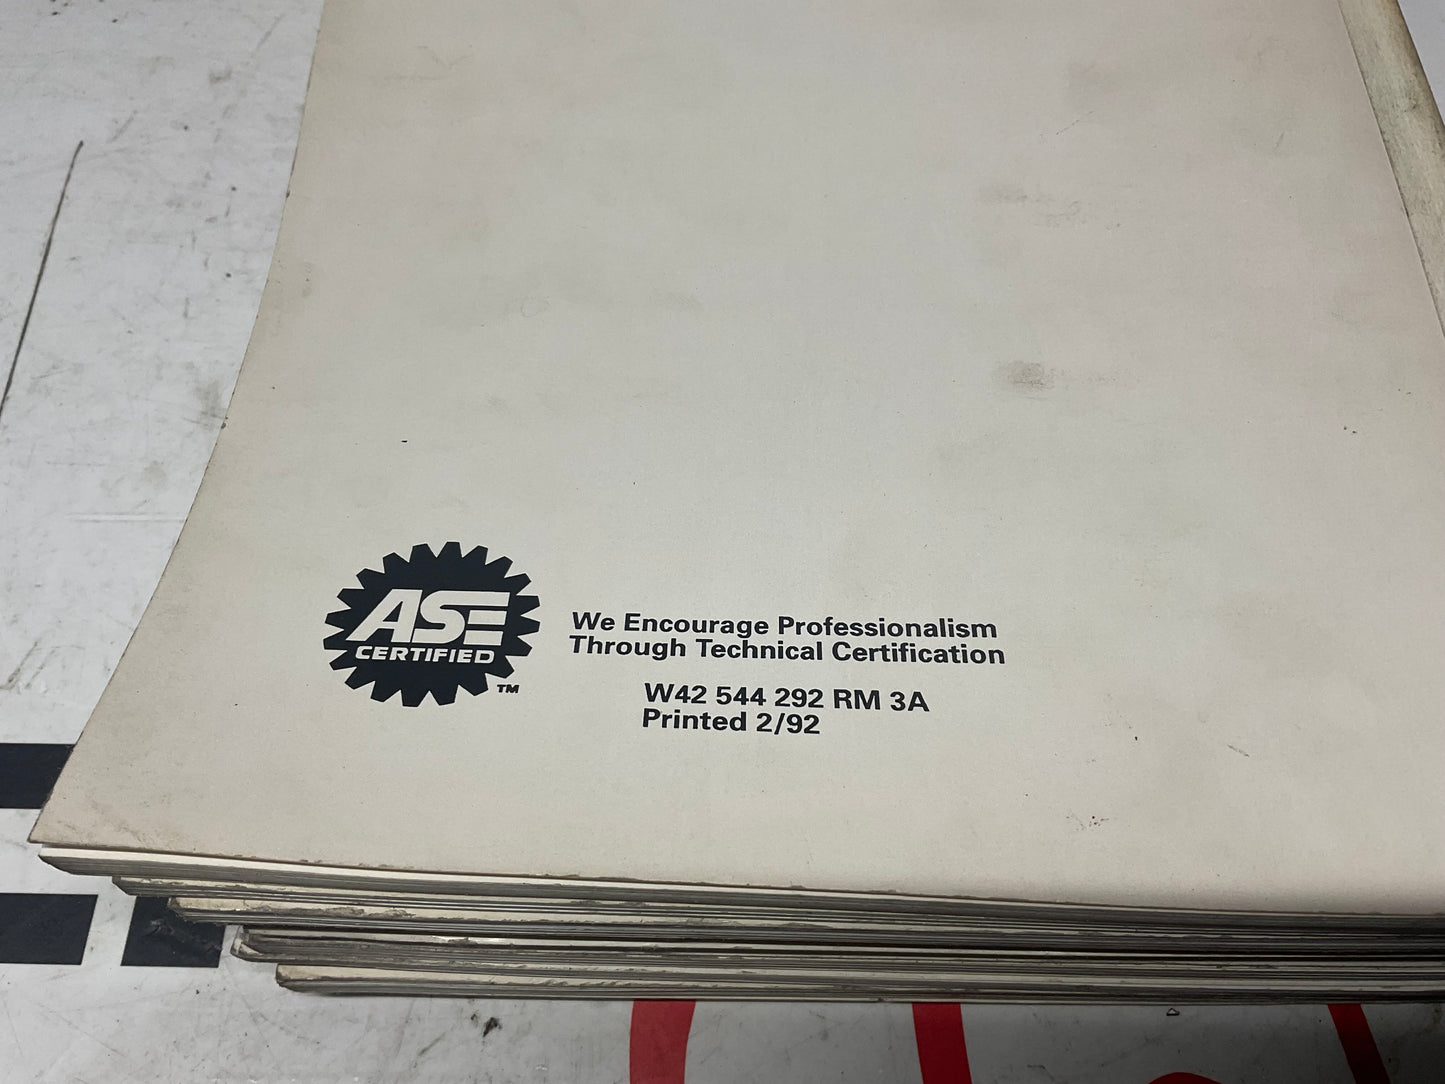 ASE
CERTIFIED
TM
We Encourage Professionalism
Through Technical Certification
W42 544 292 RM 3A
Printed 2/92